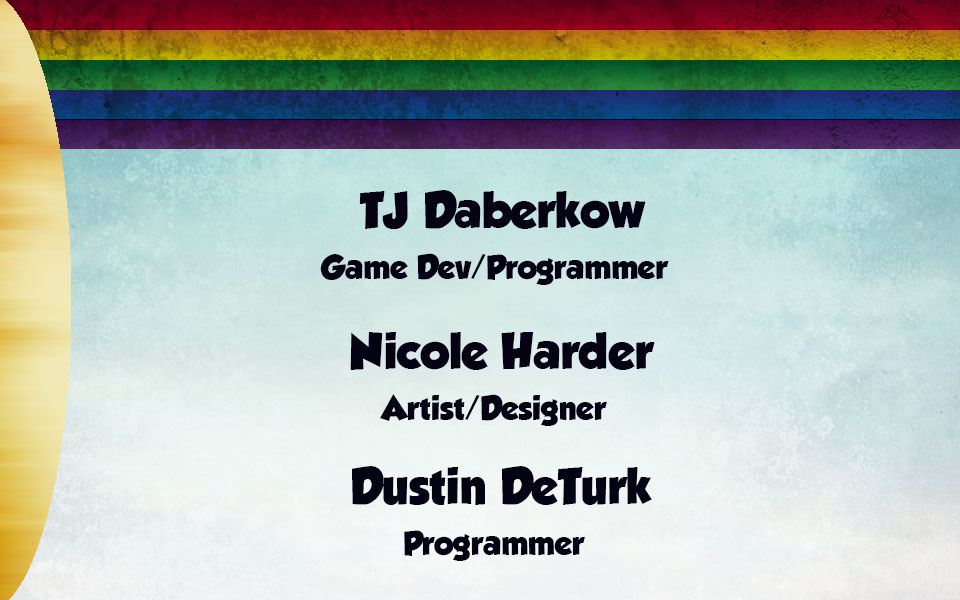 TJ Daberkow
Game Dev/Programmer
Nicole Harder
Artist/Designer
Dustin DeTurk
Programmer